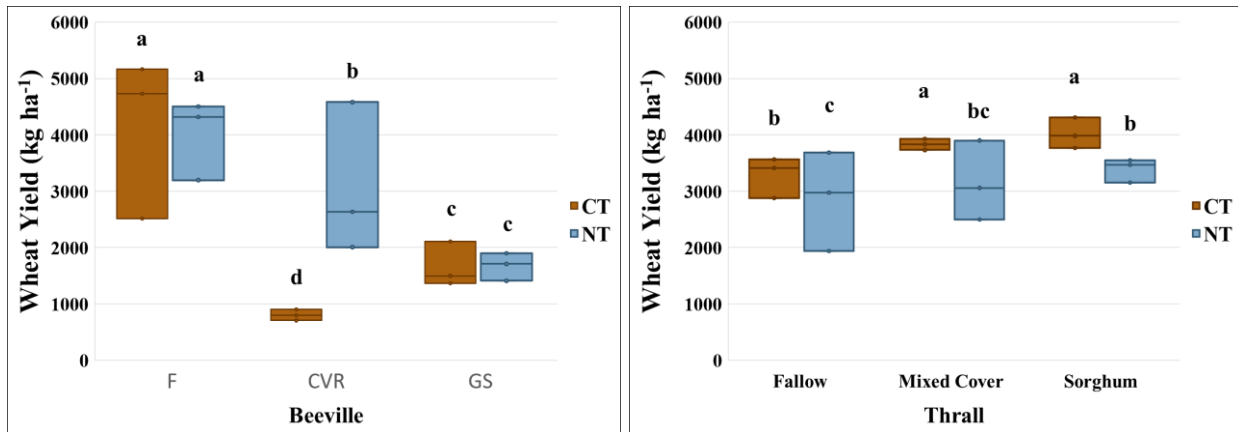 6000
5000
4000
3000
2000
1000
0
Wheat Yield (kg ha⁻¹)
a
a
b
d
c
c
F
CVR
GS
Beeville
CT
NT
6000
5000
4000
3000
2000
1000
0
Wheat Yield (kg ha⁻¹)
b
c
a
bc
a
b
Fallow
Mixed Cover
Sorghum
Thrall
CT
NT